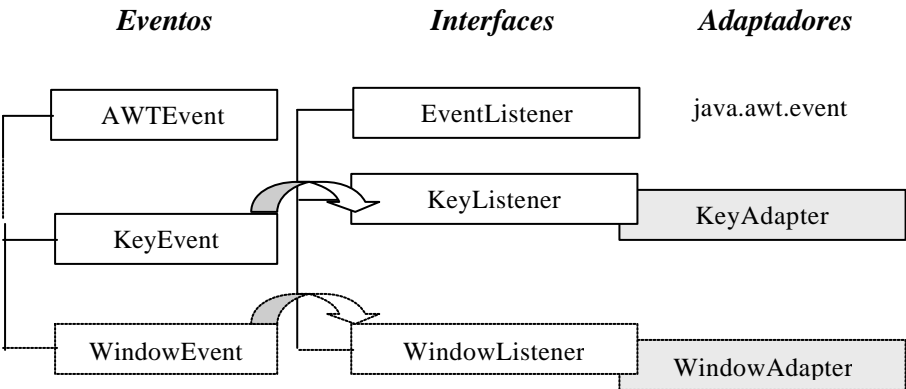 Eventos Interfaces Adaptadores
AWTEvent EventListener java.awt.event
KeyEvent KeyListener KeyAdapter
WindowEvent WindowListener WindowAdapter